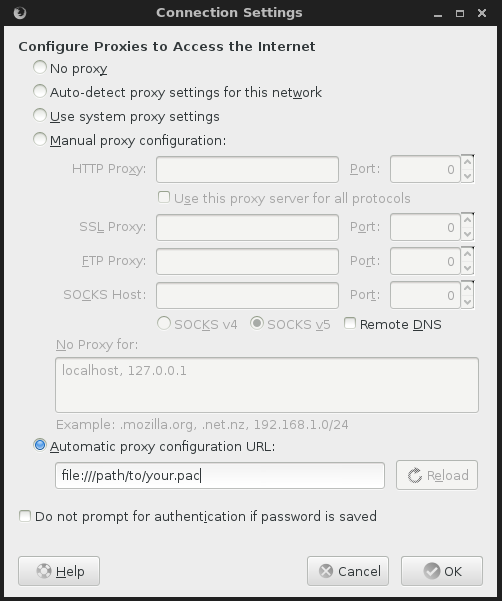 Connection Settings
Configure Proxies to Access the Internet
No proxy
Auto-detect proxy settings for this network
Use system proxy settings
Manual proxy configuration:
HTTP Proxy: Port: 0
Use this proxy server for all protocols
SSL Proxy: Port: 0
FTP Proxy: Port: 0
SOCKS Host: Port: 0
SOCKS v4 SOCKS v5 Remote DNS
No Proxy for:
localhost, 127.0.0.1
Example: .mozilla.org, .net.nz, 192.168.1.0/24
Automatic proxy configuration URL:
file:///path/to/your.pac Reload
Do not prompt for authentication if password is saved
Help Cancel OK